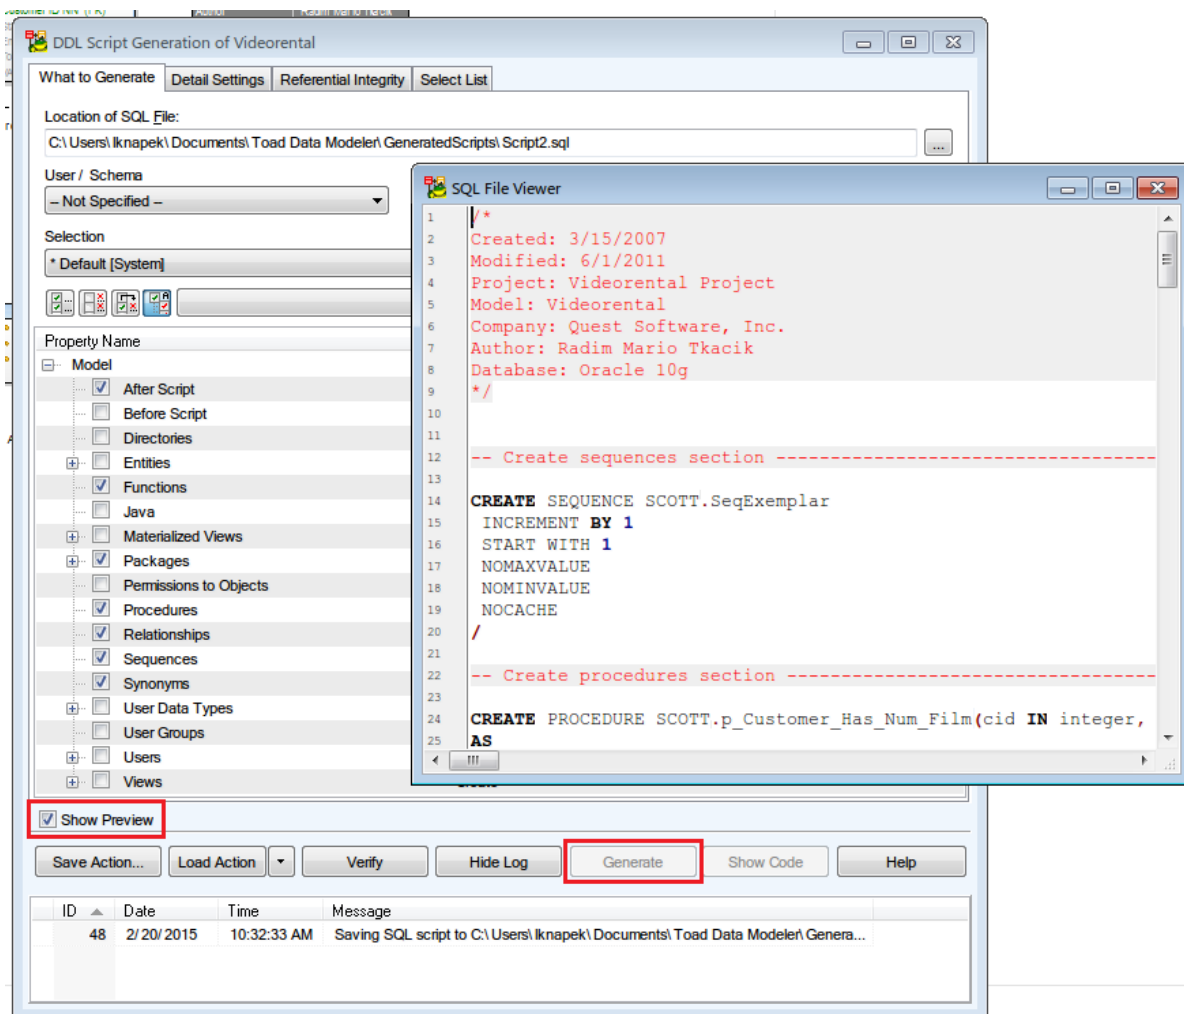 Customer ID NN (PK)
Author Radim Mario Tkacik
DDL Script Generation of Videorental
What to Generate Detail Settings Referential Integrity Select List
Location of SQL File:
C:\Users\lknapek\Documents\Toad Data Modeler\GeneratedScripts\Script2.sql
...
User / Schema
-- Not Specified --
Selection
* Default [System]
Property Name
Model
After Script
Before Script
Directories
Entities
Functions
Java
Materialized Views
Packages
Permissions to Objects
Procedures
Relationships
Sequences
Synonyms
User Data Types
User Groups
Users
Views
SQL File Viewer
1 /*
2 Created: 3/15/2007
3 Modified: 6/1/2011
4 Project: Videorental Project
5 Model: Videorental
6 Company: Quest Software, Inc.
7 Author: Radim Mario Tkacik
8 Database: Oracle 10g
9 */
10
11
12 -- Create sequences section -----------------------------------
13
14 CREATE SEQUENCE SCOTT.SeqExemplar
15 INCREMENT BY 1
16 START WITH 1
17 NOMAXVALUE
18 NOMINVALUE
19 NOCACHE
20 /
21
22 -- Create procedures section ----------------------------------
23
24 CREATE PROCEDURE SCOTT.p_Customer_Has_Num_Film(cid IN integer,
25 AS
Show Preview
Save Action... Load Action Verify Hide Log Generate Show Code Help
ID Date Time Message
48 2/20/2015 10:32:33 AM Saving SQL script to C:\Users\lknapek\Documents\Toad Data Modeler\Genera...